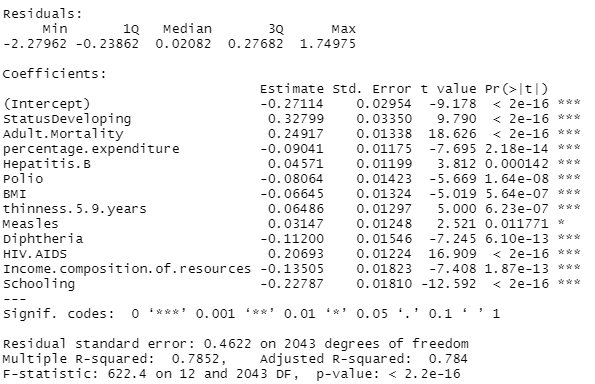 Residuals:
     Min       1Q   Median       3Q      Max
-2.27962 -0.23862  0.02082  0.27682  1.74975
Coefficients:
                                Estimate Std. Error t value Pr(>|t|)
(Intercept)                     -0.27114    0.02954  -9.178  < 2e-16 ***
StatusDeveloping                 0.32799    0.03350   9.790  < 2e-16 ***
Adult.Mortality                  0.24917    0.01338  18.626  < 2e-16 ***
percentage.expenditure          -0.09041    0.01175  -7.695 2.18e-14 ***
Hepatitis.B                      0.04571    0.01199   3.812 0.000142 ***
Polio                           -0.08064    0.01423  -5.669 1.64e-08 ***
BMI                             -0.06645    0.01324  -5.019 5.64e-07 ***
thinness.5.9.years               0.06486    0.01297   5.000 6.23e-07 ***
Measles                          0.03147    0.01248   2.521 0.011771 *
Diphtheria                      -0.11200    0.01546  -7.245 6.10e-13 ***
HIV.AIDS                         0.20693    0.01224  16.909  < 2e-16 ***
Income.composition.of.resources -0.13505    0.01823  -7.408 1.87e-13 ***
Schooling                       -0.22787    0.01810 -12.592  < 2e-16 ***
---
Signif. codes:  0 ‘***’ 0.001 ‘**’ 0.01 ‘*’ 0.05 ‘.’ 0.1 ‘ ’ 1
Residual standard error: 0.4622 on 2043 degrees of freedom
Multiple R-squared:  0.7852,    Adjusted R-squared:  0.784
F-statistic: 622.4 on 12 and 2043 DF,  p-value: < 2.2e-16